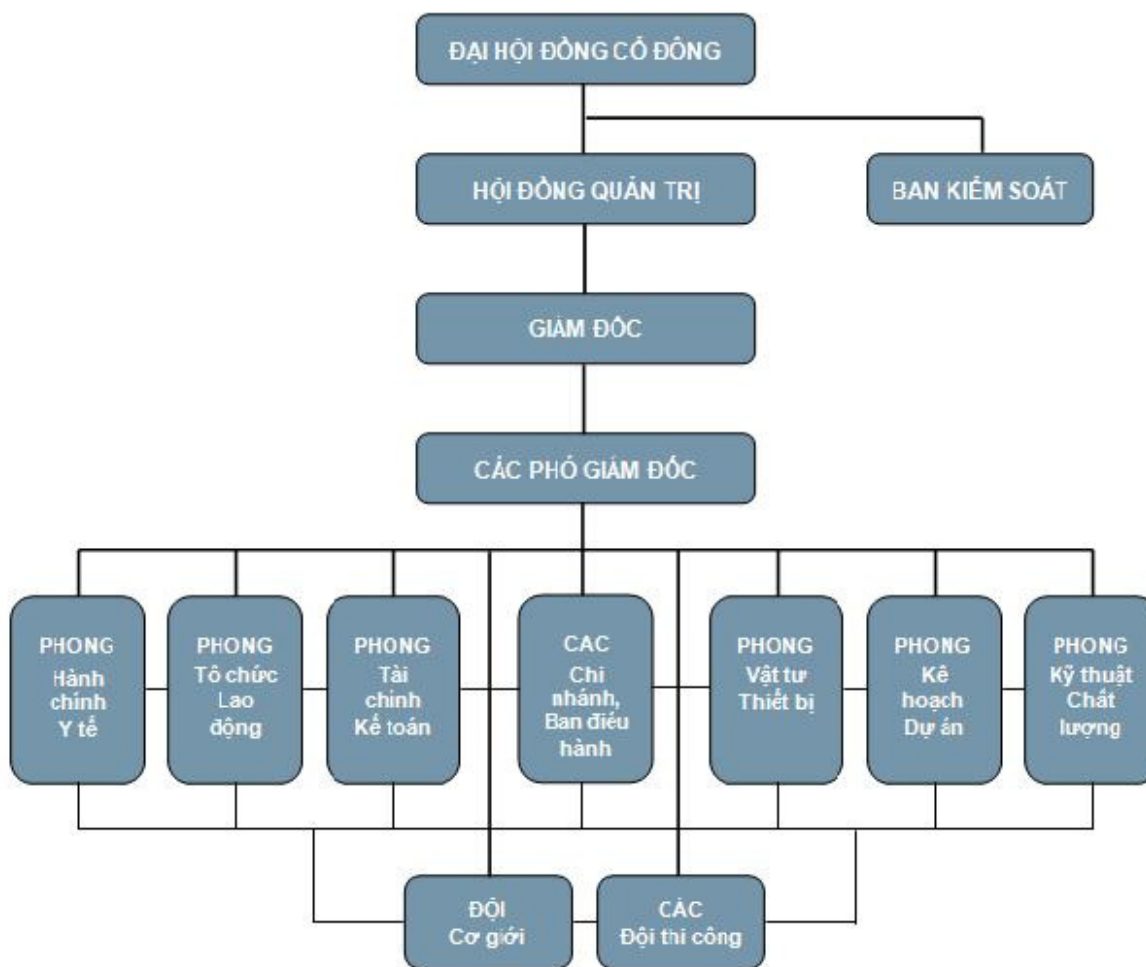 ĐẠI HỘI ĐỒNG CỔ ĐÔNG
HỘI ĐỒNG QUẢN TRỊ
BAN KIỂM SOÁT
GIÁM ĐỐC
CÁC PHÓ GIÁM ĐỐC
PHONG
Hành
chính
Y tế
PHONG
Tổ chức
Lao
động
PHONG
Tài
chinh
Kế toán
CAC
Chi
nhánh,
Ban điều
hành
PHONG
Vật tư
Thiết bị
PHONG
Kế
hoạch
Dự án
PHONG
Kỹ thuật
Chất
lượng
ĐỘI
Cơ giới
CÁC
Đội thi công